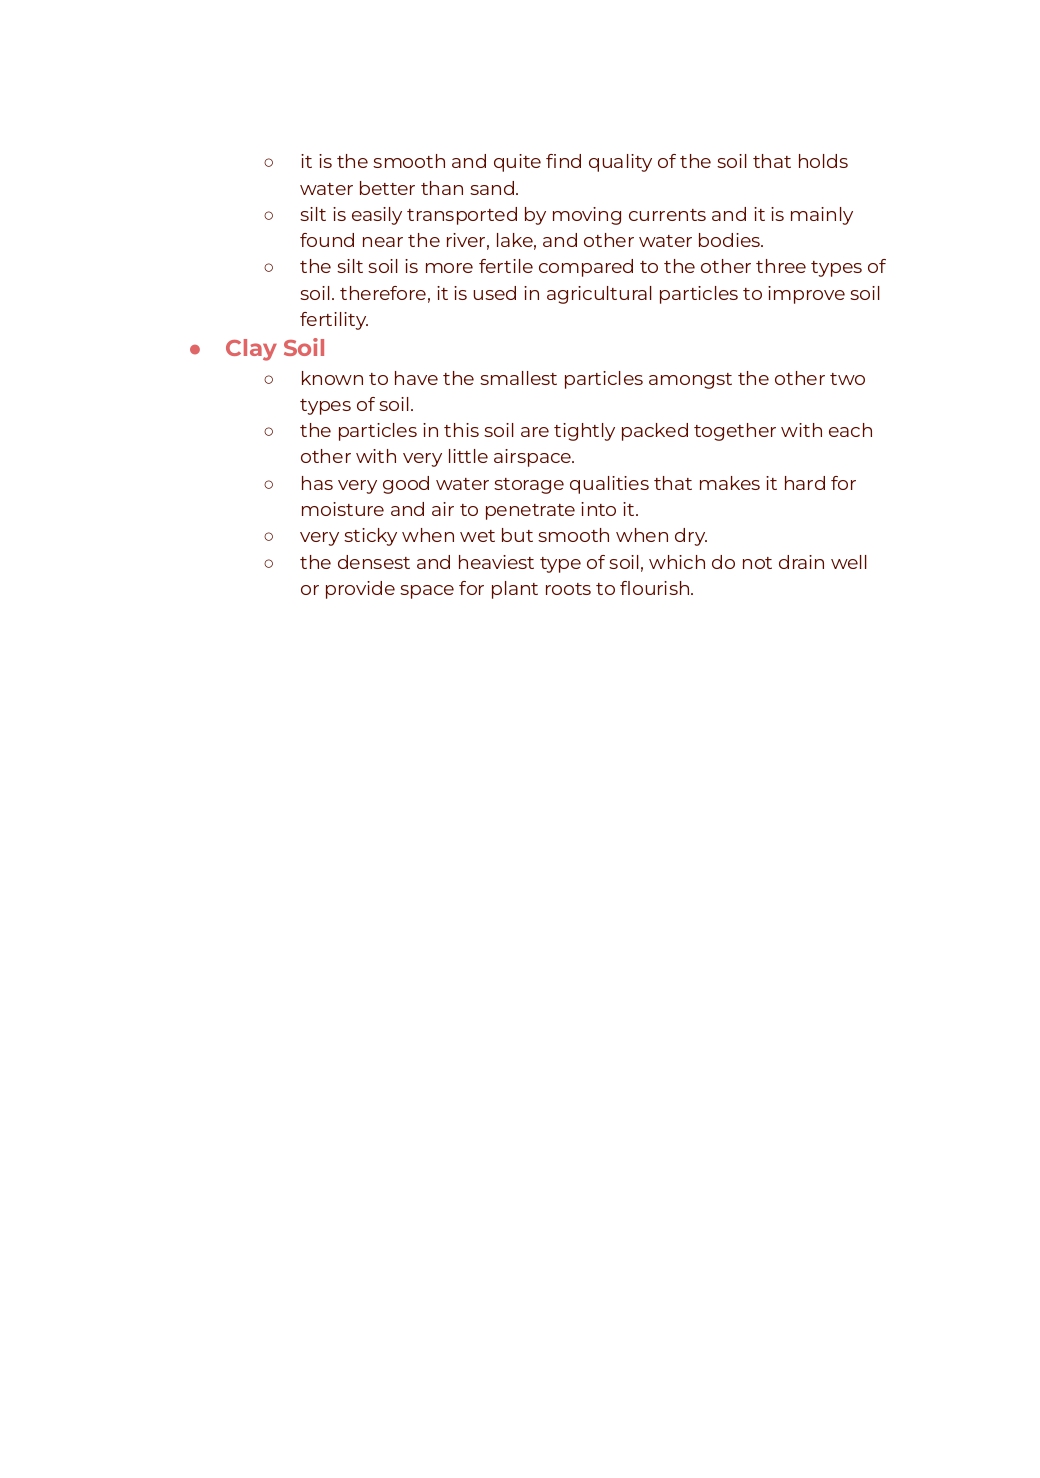 ○ it is the smooth and quite find quality of the soil that holds
water better than sand.
○ silt is easily transported by moving currents and it is mainly
found near the river, lake, and other water bodies.
○ the silt soil is more fertile compared to the other three types of
soil. therefore, it is used in agricultural particles to improve soil
fertility.
● Clay Soil
○ known to have the smallest particles amongst the other two
types of soil.
○ the particles in this soil are tightly packed together with each
other with very little airspace.
○ has very good water storage qualities that makes it hard for
moisture and air to penetrate into it.
○ very sticky when wet but smooth when dry.
○ the densest and heaviest type of soil, which do not drain well
or provide space for plant roots to flourish.